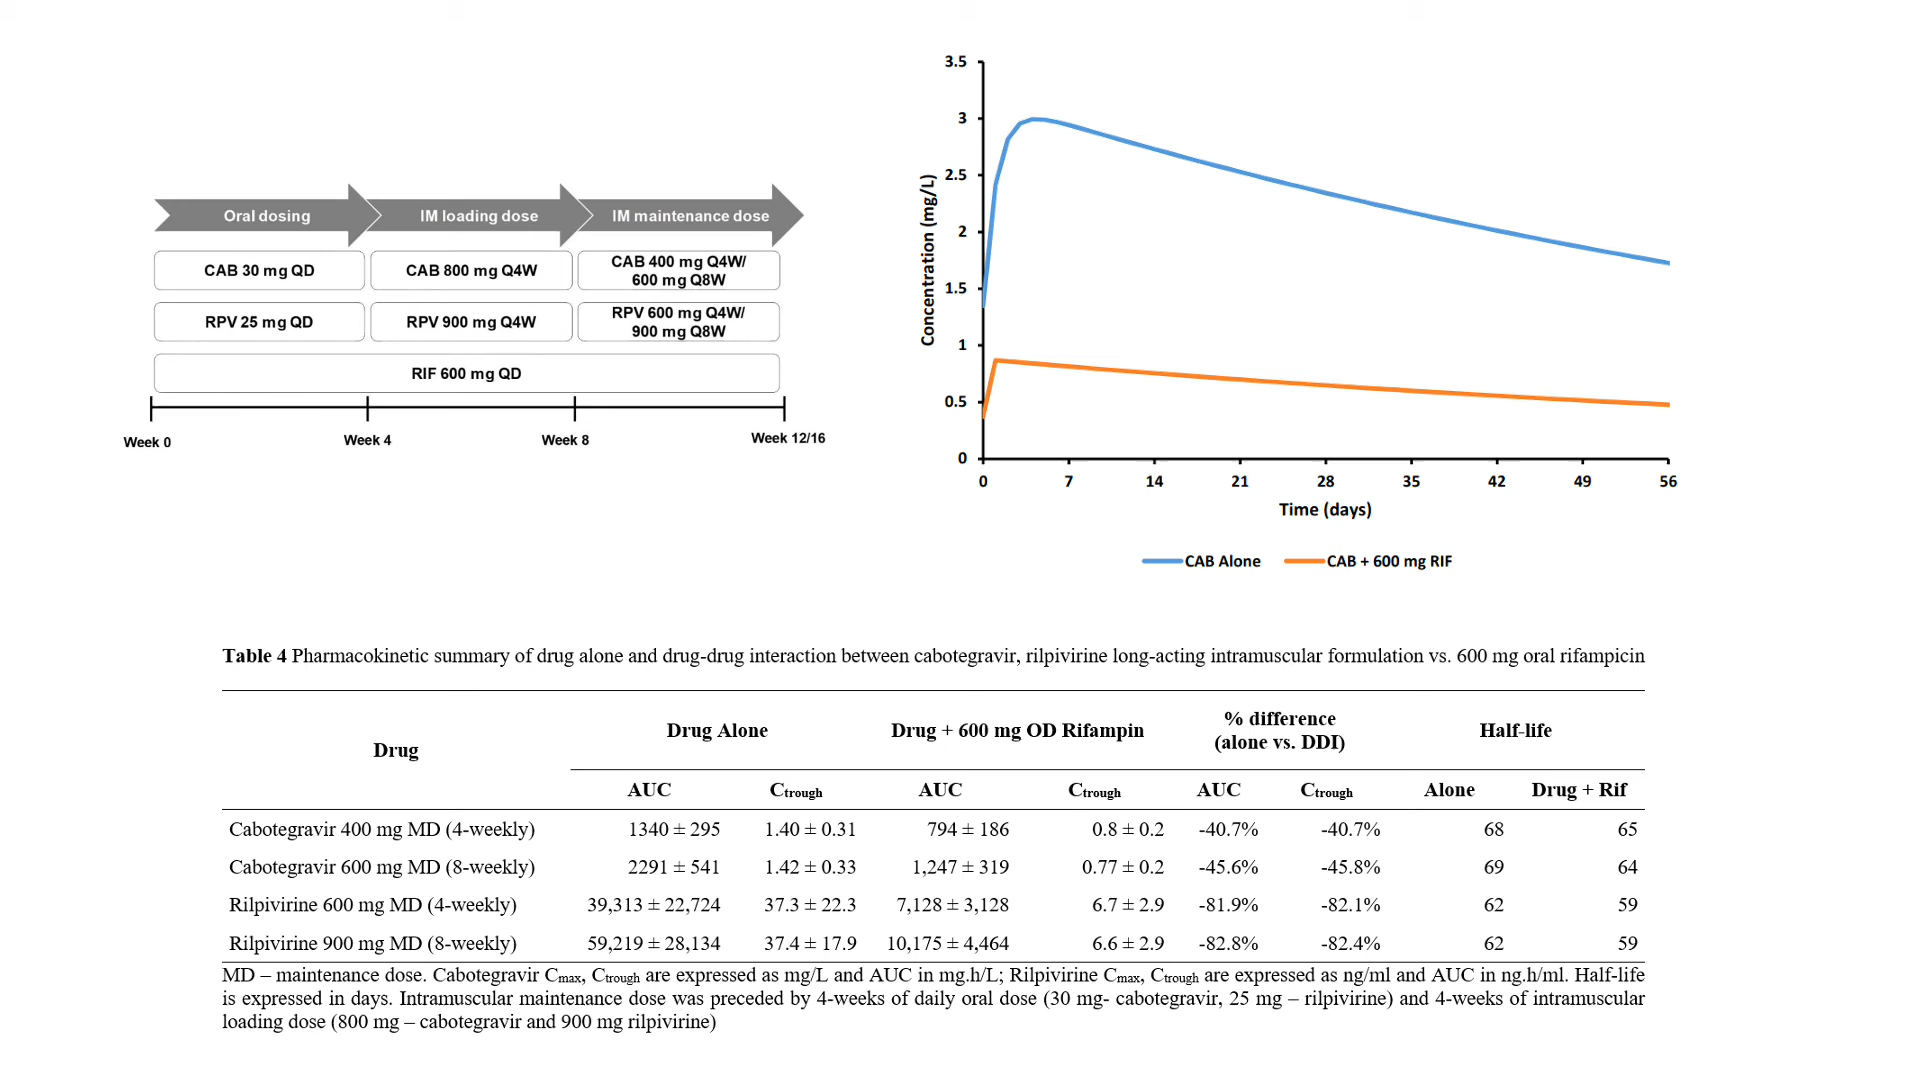 Oral dosing
IM loading dose
IM maintenance dose
CAB 30 mg QD
CAB 800 mg Q4W
CAB 400 mg Q4W/
600 mg Q8W
RPV 25 mg QD
RPV 900 mg Q4W
RPV 600 mg Q4W/
900 mg Q8W
RIF 600 mg QD
Week 0
Week 4
Week 8
Week 12/16
Concentration (mg/L)
3.5
3
2.5
2
1.5
1
0.5
0
0 7 14 21 28 35 42 49 56
Time (days)
CAB Alone
CAB + 600 mg RIF
Table 4 Pharmacokinetic summary of drug alone and drug-drug interaction between cabotegravir, rilpivirine long-acting intramuscular formulation vs. 600 mg oral rifampicin
Drug
Drug Alone
Drug + 600 mg OD Rifampin
% difference
(alone vs. DDI)
Half-life
AUC Ctrough AUC Ctrough AUC Ctrough Alone Drug + Rif
Cabotegravir 400 mg MD (4-weekly) 1340 ± 295 1.40 ± 0.31 794 ± 186 0.8 ± 0.2 -40.7% -40.7% 68 65
Cabotegravir 600 mg MD (8-weekly) 2291 ± 541 1.42 ± 0.33 1,247 ± 319 0.77 ± 0.2 -45.6% -45.8% 69 64
Rilpivirine 600 mg MD (4-weekly) 39,313 ± 22,724 37.3 ± 22.3 7,128 ± 3,128 6.7 ± 2.9 -81.9% -82.1% 62 59
Rilpivirine 900 mg MD (8-weekly) 59,219 ± 28,134 37.4 ± 17.9 10,175 ± 4,464 6.6 ± 2.9 -82.8% -82.4% 62 59
MD – maintenance dose. Cabotegravir Cmax, Ctrough are expressed as mg/L and AUC in mg.h/L; Rilpivirine Cmax, Ctrough are expressed as ng/ml and AUC in ng.h/ml. Half-life
is expressed in days. Intramuscular maintenance dose was preceded by 4-weeks of daily oral dose (30 mg- cabotegravir, 25 mg – rilpivirine) and 4-weeks of intramuscular
loading dose (800 mg – cabotegravir and 900 mg rilpivirine)